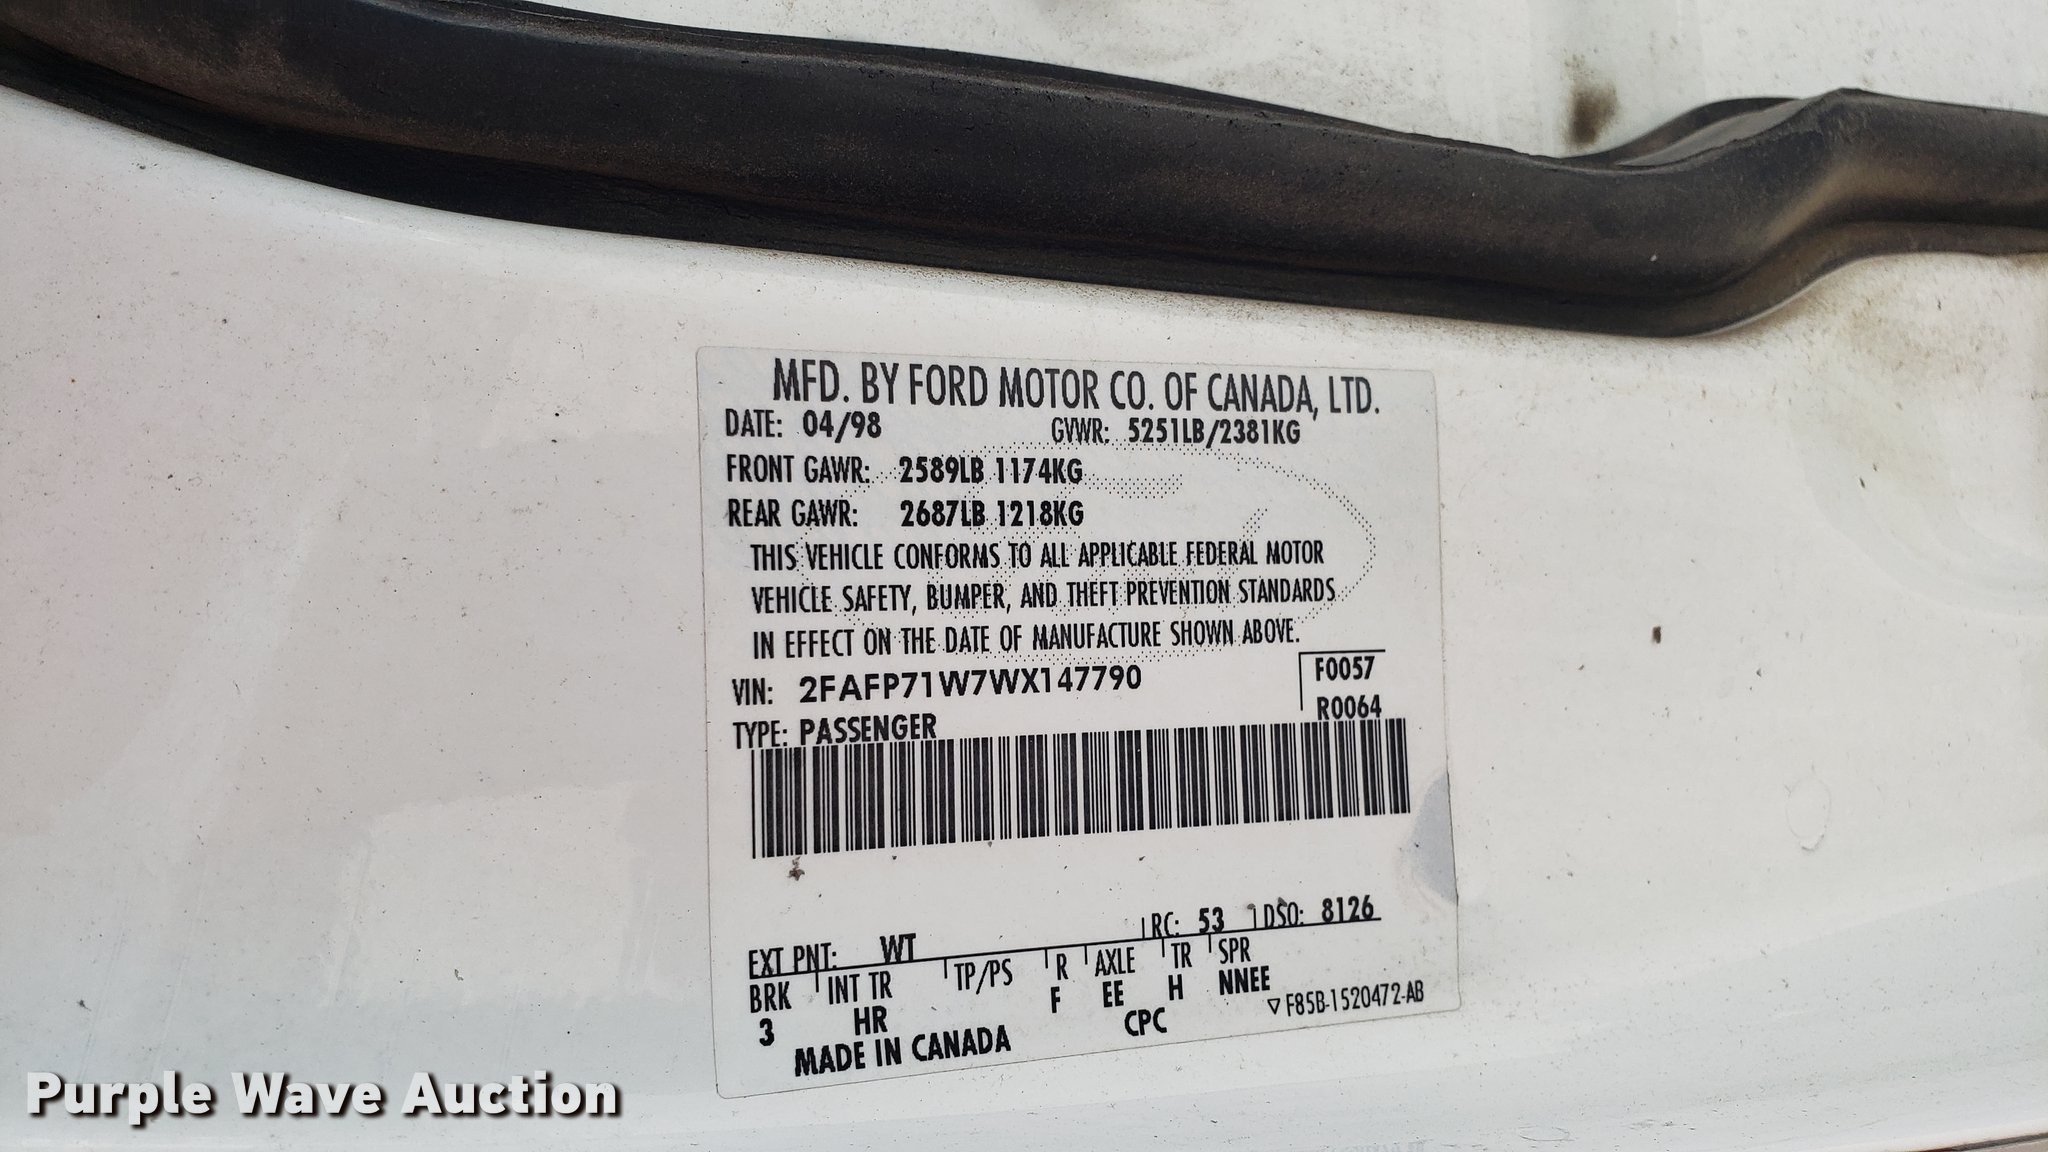 MFD. BY FORD MOTOR CO. OF CANADA, LTD.
DATE: 04/98 GVWR: 5251LB/2381KG
FRONT GAWR: 2589LB 1174KG
REAR GAWR: 2687LB 1218KG
THIS VEHICLE CONFORMS TO ALL APPLICABLE FEDERAL MOTOR
VEHICLE SAFETY, BUMPER, AND THEFT PREVENTION STANDARDS
IN EFFECT ON THE DATE OF MANUFACTURE SHOWN ABOVE.
VIN: 2FAFP71W7WX147790 F0057
TYPE: PASSENGER R0064
EXT PNT: WT RC: 53 DSO: 8126
BRK INT TR TP/PS R AXLE TR SPR
3 HR F EE H NNEE
MADE IN CANADA CPC ▽F85B-1520472-AB
Purple Wave Auction